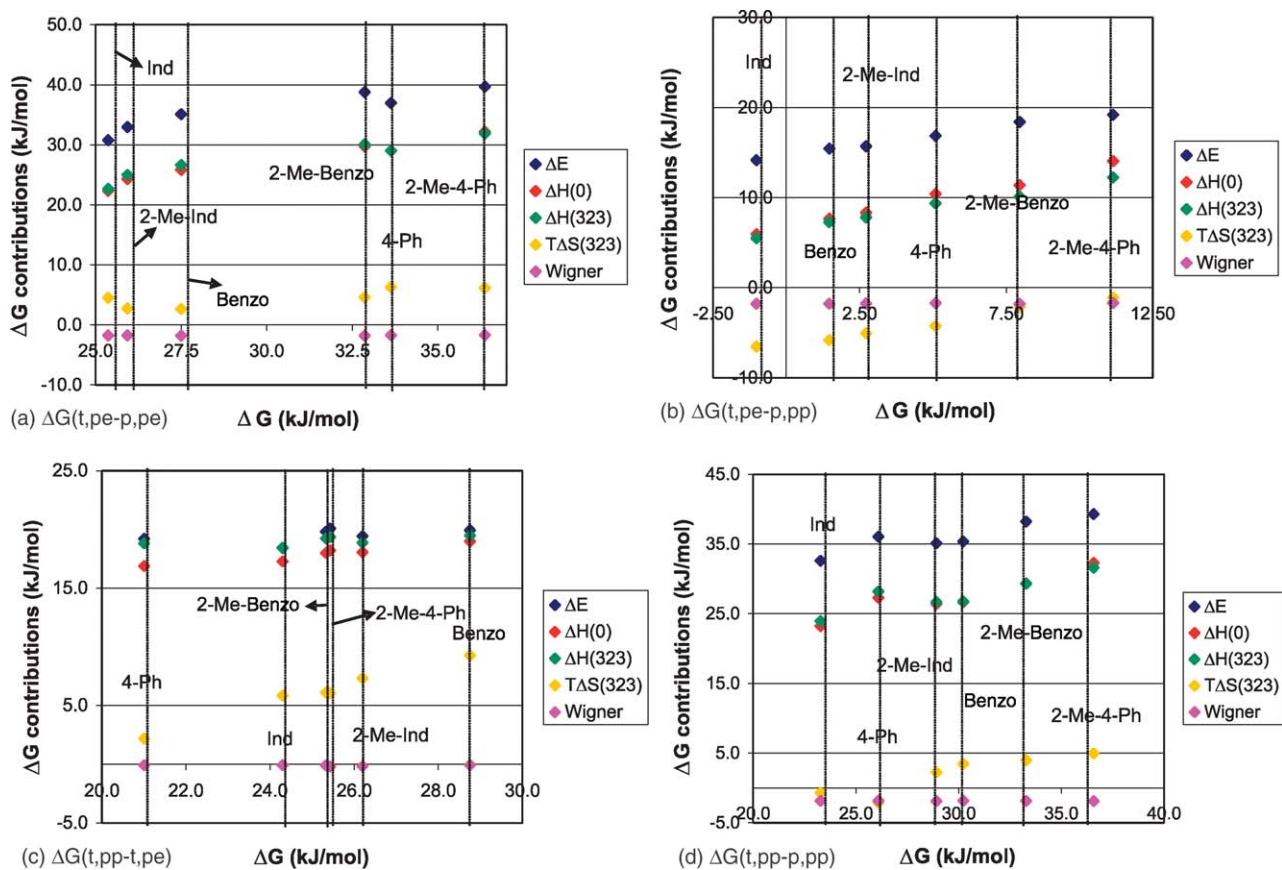 50.0
40.0
30.0
20.0
10.0
0.0
-10.0
ΔG contributions (kJ/mol)
Ind
2-Me-Ind
Benzo
2-Me-Benzo
2-Me-4-Ph
4-Ph
25.0 27.5 30.0 32.5 35.0
ΔE
ΔH(0)
ΔH(323)
TΔS(323)
Wigner
(a) ΔG(t,pe-p,pe)
ΔG (kJ/mol)
30.0
20.0
10.0
0.0
-10.0
ΔG contributions (kJ/mol)
Ind
2-Me-Ind
2-Me-Benzo
Benzo
4-Ph
2-Me-4-Ph
-2.50 2.50 7.50 12.50
ΔE
ΔH(0)
ΔH(323)
TΔS(323)
Wigner
(b) ΔG(t,pe-p,pp)
ΔG (kJ/mol)
25.0
15.0
5.0
-5.0
ΔG contributions (kJ/mol)
2-Me-Benzo
2-Me-4-Ph
Benzo
4-Ph
Ind
2-Me-Ind
20.0 22.0 24.0 26.0 28.0 30.0
ΔE
ΔH(0)
ΔH(323)
TΔS(323)
Wigner
(c) ΔG(t,pp-t,pe)
ΔG (kJ/mol)
45.0
35.0
25.0
15.0
5.0
-5.0
ΔG contributions (kJ/mol)
Ind
2-Me-Benzo
2-Me-Ind
Benzo
2-Me-4-Ph
4-Ph
20.0 25.0 30.0 35.0 40.0
ΔE
ΔH(0)
ΔH(323)
TΔS(323)
Wigner
(d) ΔG(t,pp-p,pp)
ΔG (kJ/mol)